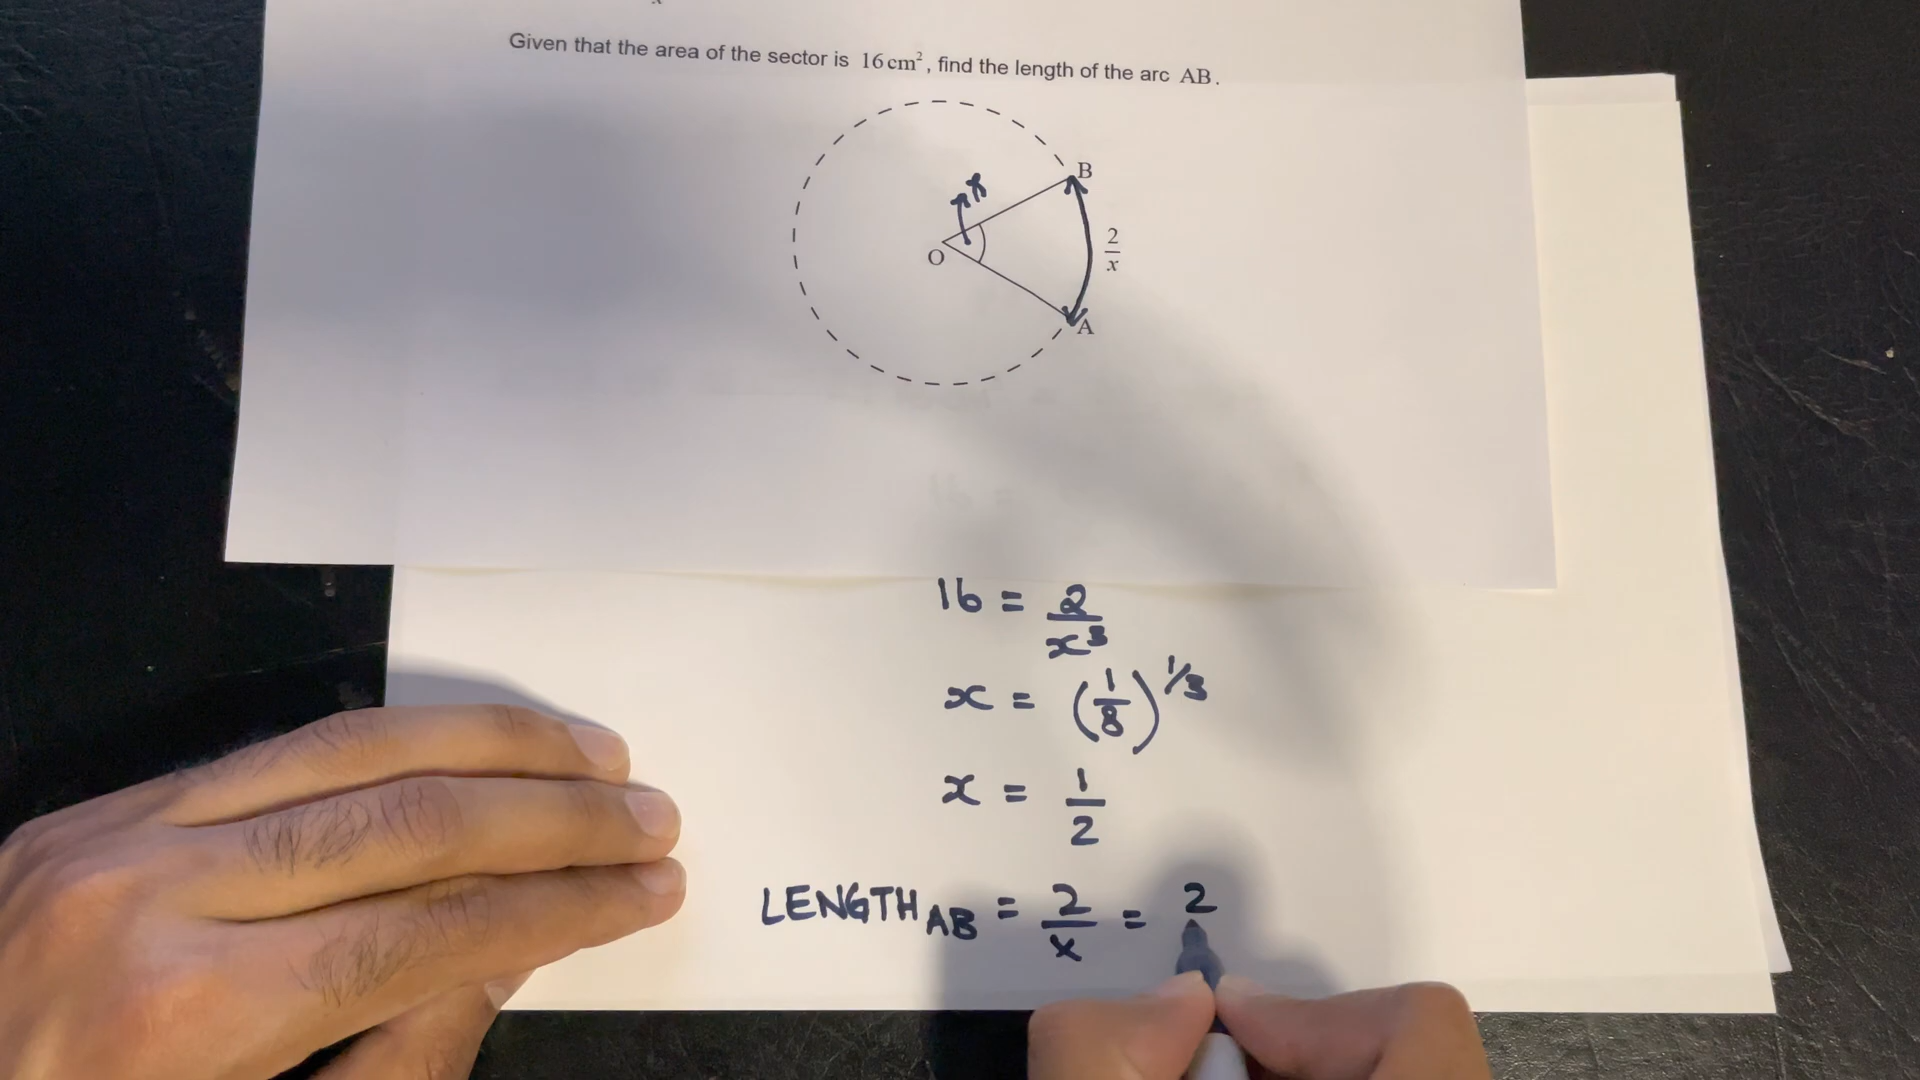 Given that the area of the sector is 16 cm², find the length of the arc AB.
B
x
2/x
O
A
16 = 2/x³
x = (1/8)^1/3
x = 1/2
LENGTH AB = 2/x = 2